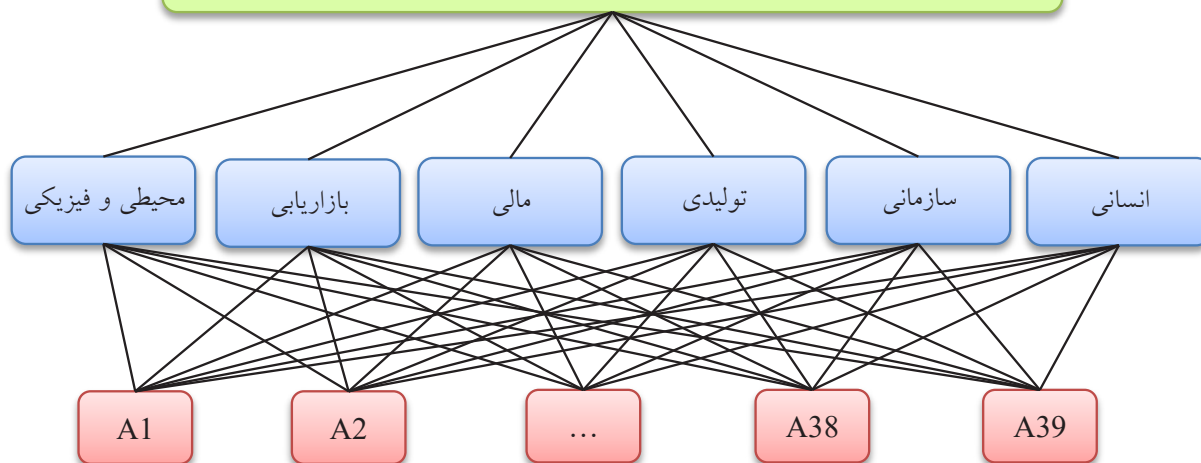 انسانی
سازمانی
تولیدی
مالی
بازاریابی
محیطی و فیزیکی
A1
A2
...
A38
A39